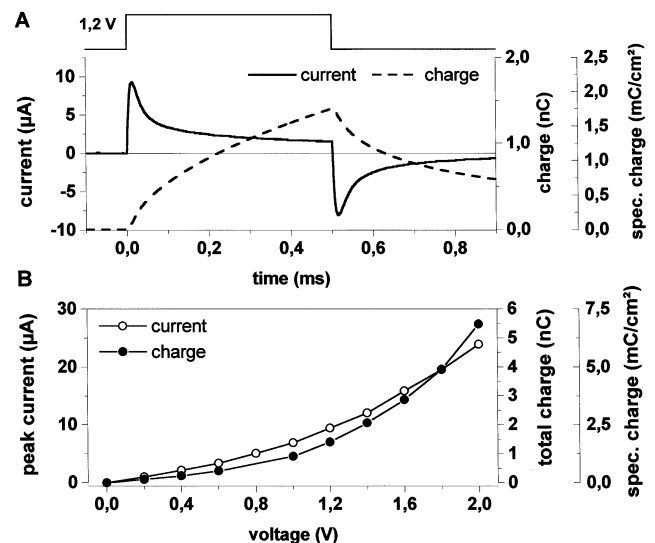 A
1,2 V
current
charge
current (µA)
10
5
0
-5
-10
0,0
0,2
0,4
0,6
0,8
time (ms)
charge (nC)
2,0
1,0
0,0
spec. charge (mC/cm²)
2,5
2,0
1,5
1,0
0,5
0,0
B
current
charge
peak current (µA)
30
20
10
0
0,0
0,4
0,8
1,2
1,6
2,0
voltage (V)
total charge (nC)
6
5
4
3
2
1
0
spec. charge (mC/cm²)
7,5
5,0
2,5
0,0